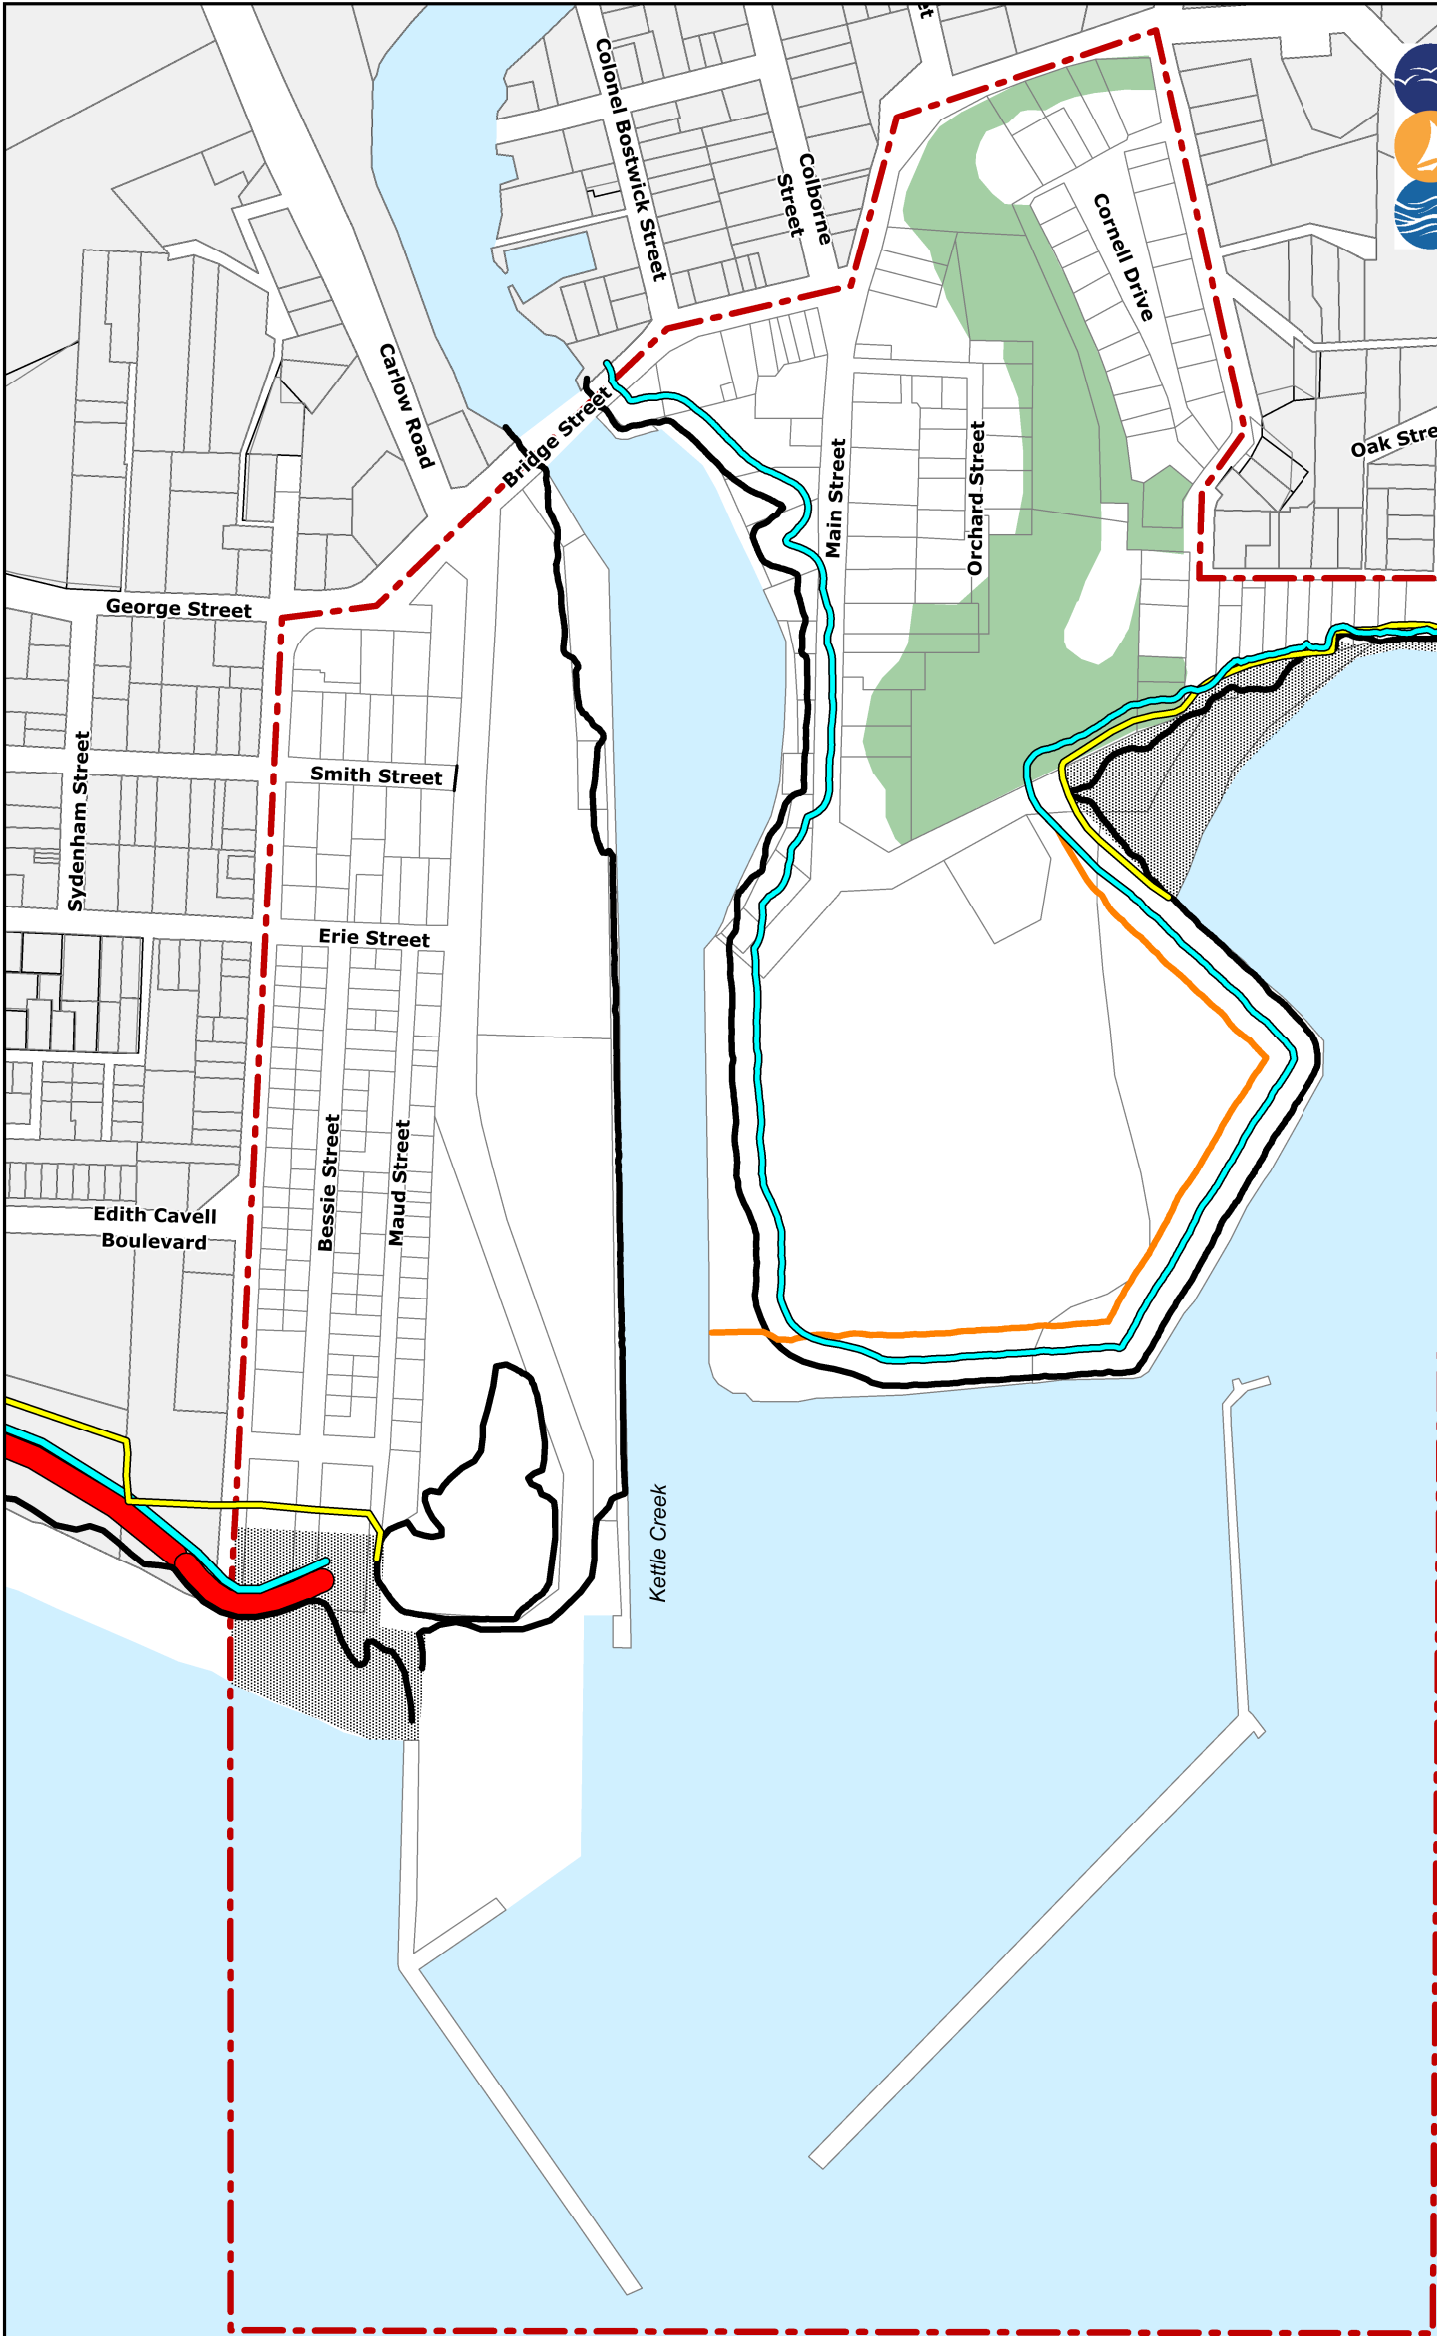 et
Colonel Bostwick Street
Colborne
Street
Cornell Drive
Carlow Road
Bridge Street
Oak Stre
Main Street
Orchard Street
George Street
Sydenham Street
Smith Street
Erie Street
Bessie Street
Maud Street
Edith Cavell
Boulevard
Kettle Creek